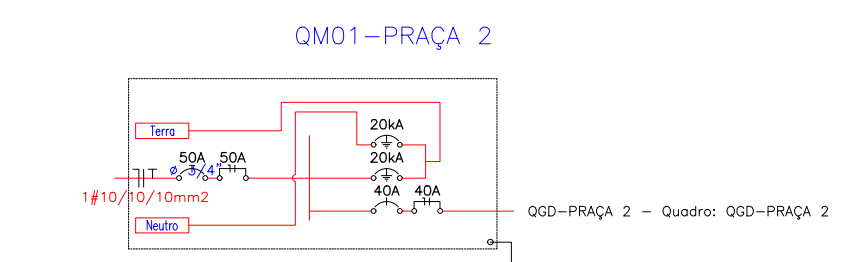 QM01-PRAÇA 2
Terra
20kA
50A 50A
ø 3/4"
20kA
1#10/10/10mm2
40A 40A
QGD-PRAÇA 2 - Quadro: QGD-PRAÇA 2
Neutro